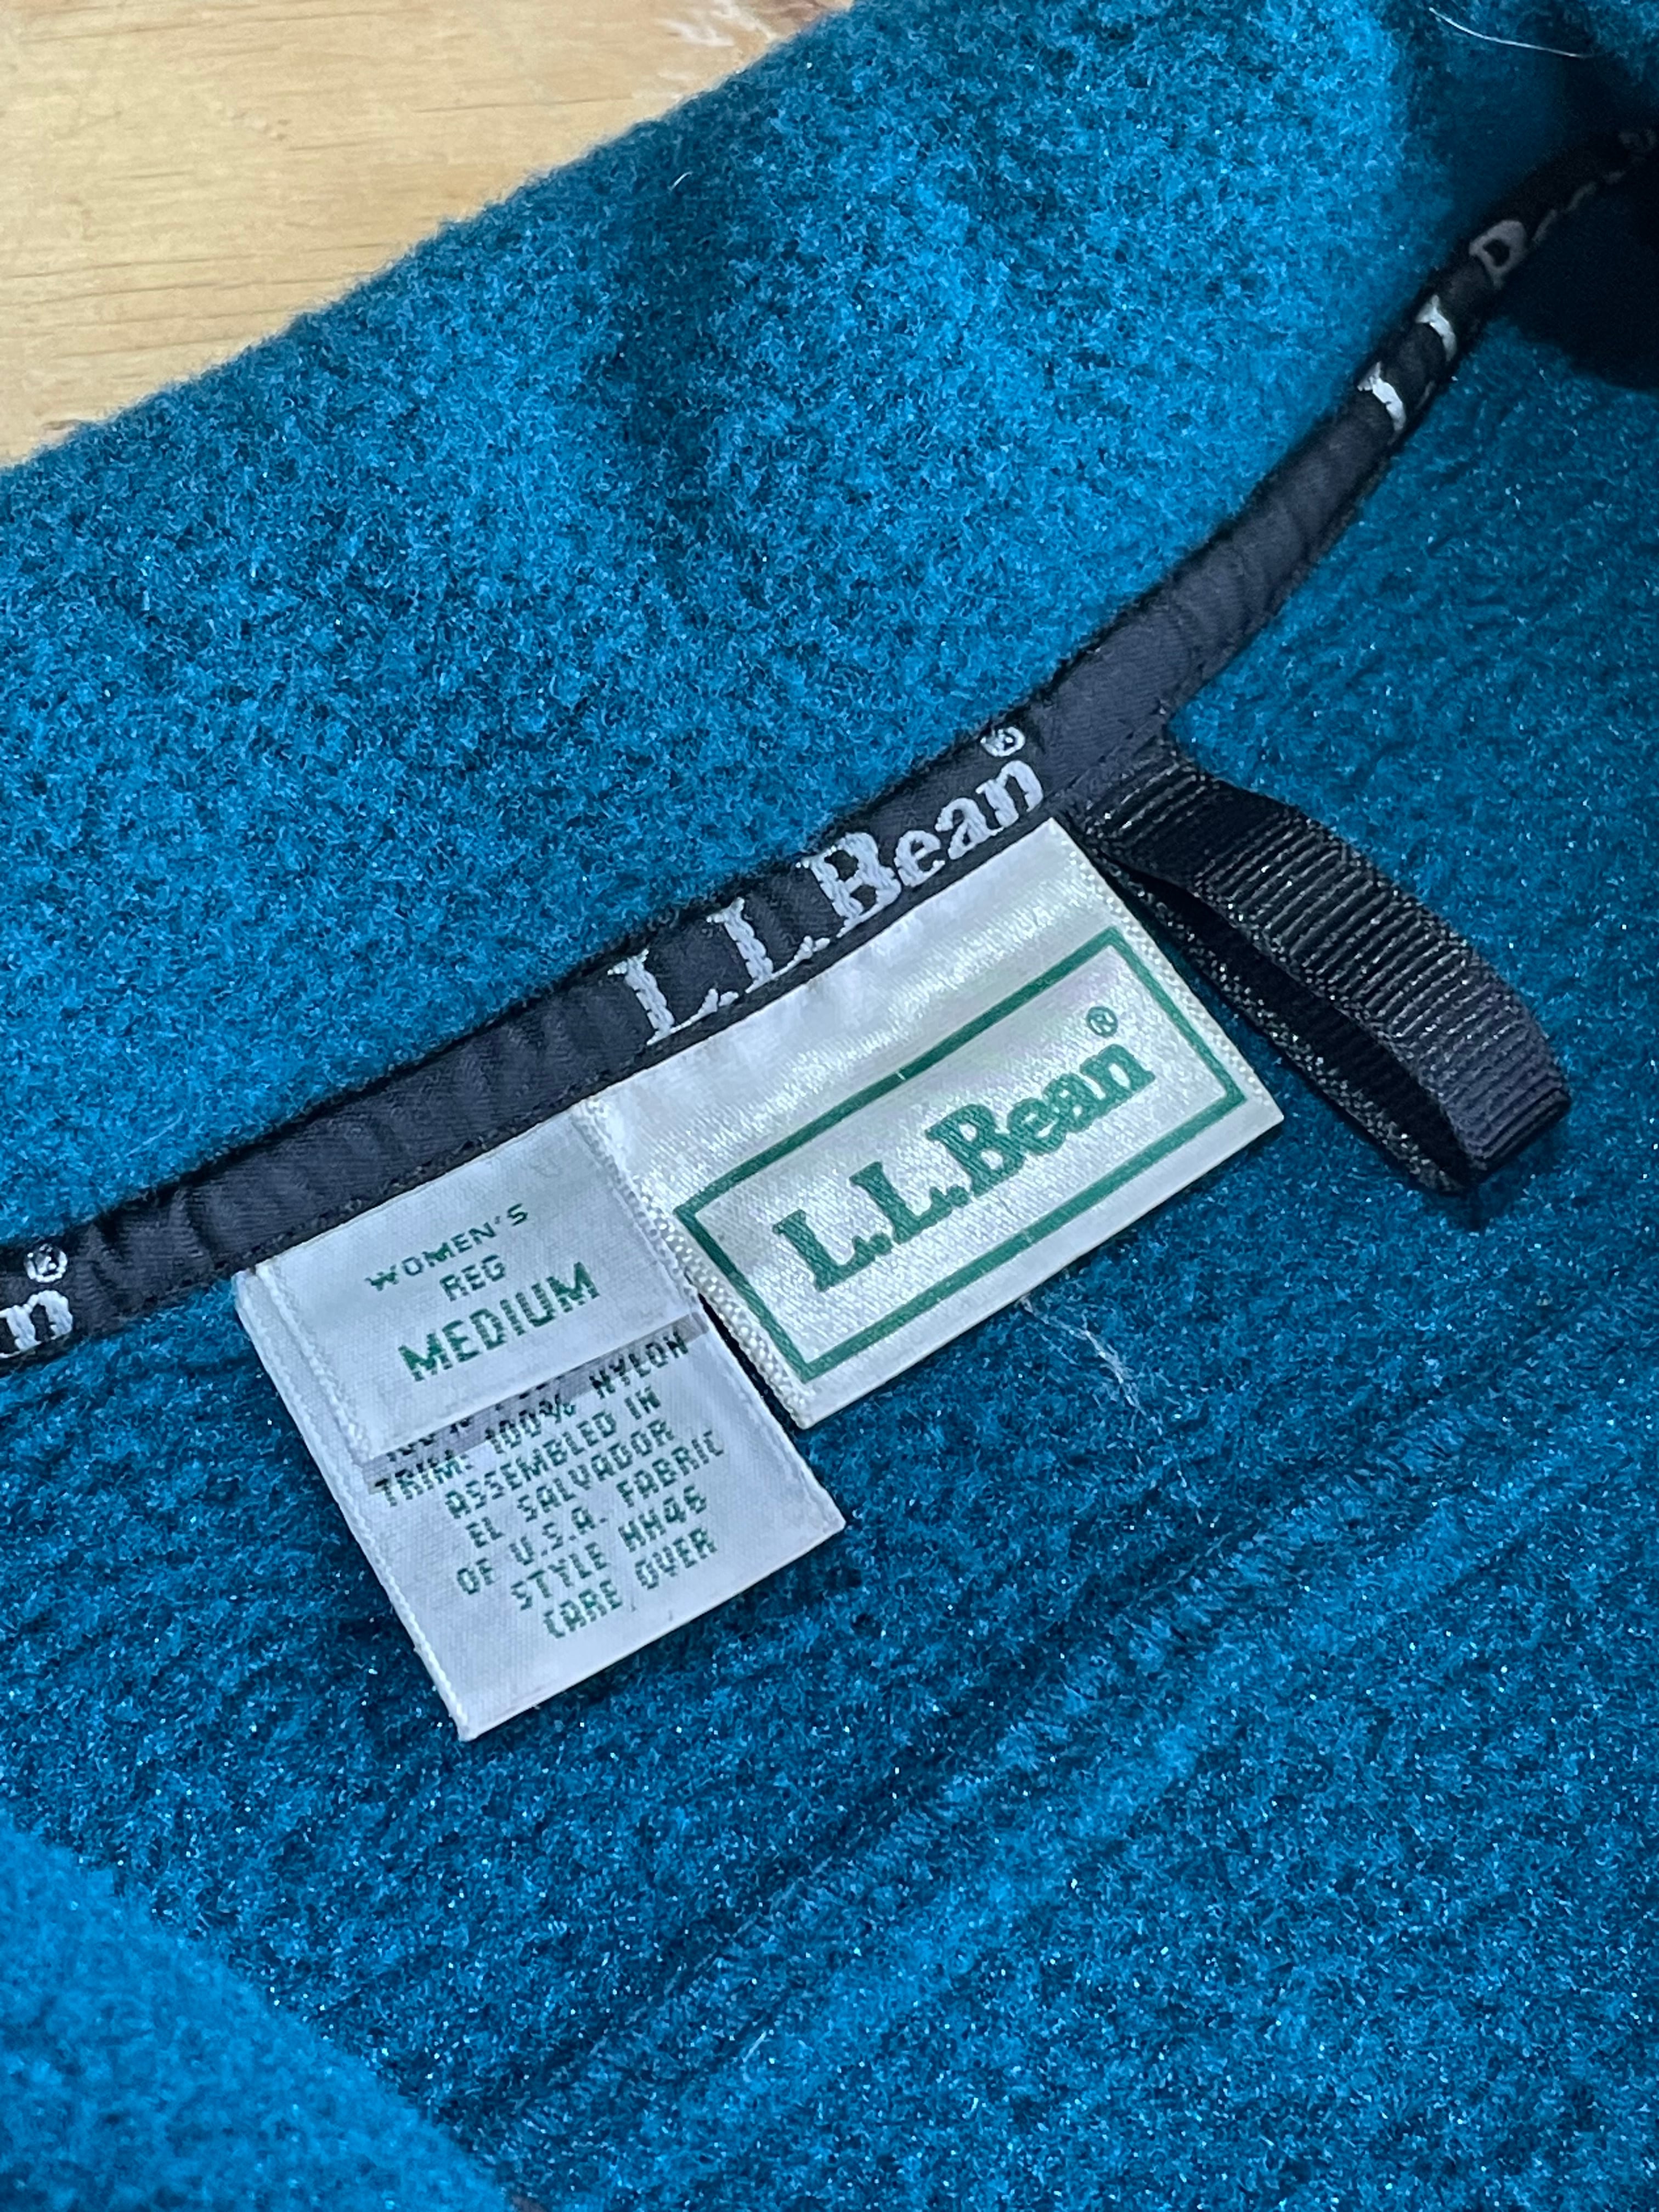 L.L.Bean®
L.L.Bean®
n®
WOMEN'S
REG
MEDIUM
TRIM: 100% NYLON
ASSEMBLED IN
EL SALVADOR
OF U.S.A. FABRIC
STYLE HH46
CARE OVER